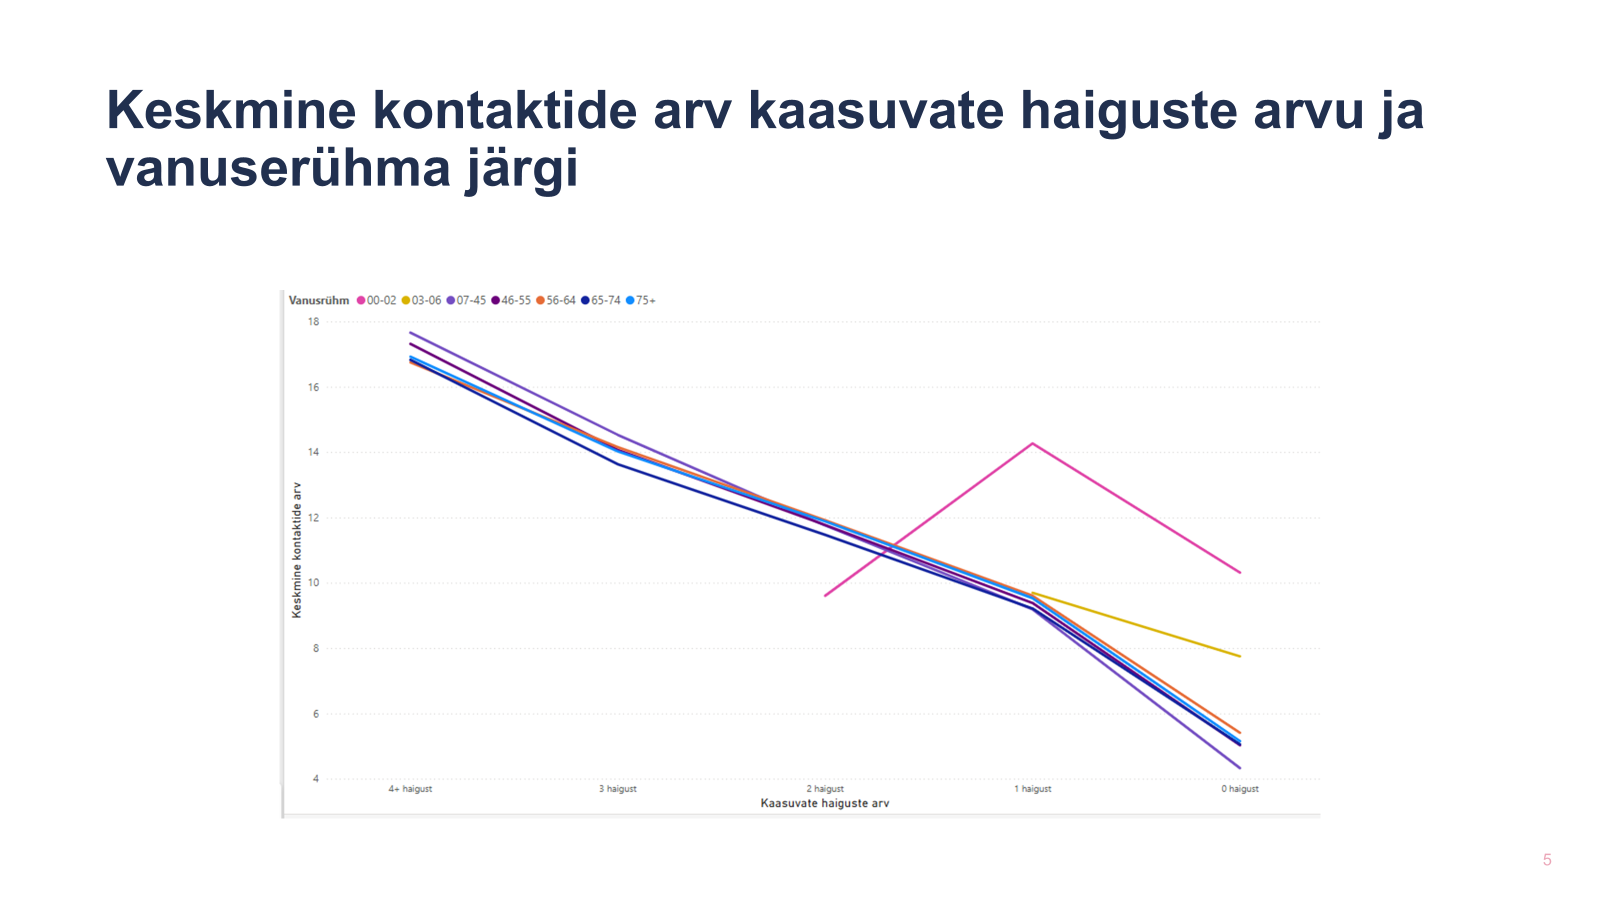 Keskmine kontaktide arv kaasuvate haiguste arvu ja
vanuserühma järgi
Vanusrühm 00-02 03-06 07-45 46-55 56-64 65-74 75+
18
16
14
12
10
8
6
4
Keskmine kontaktide arv
4+ haigust 3 haigust 2 haigust 1 haigust 0 haigust
Kaasuvate haiguste arv
5